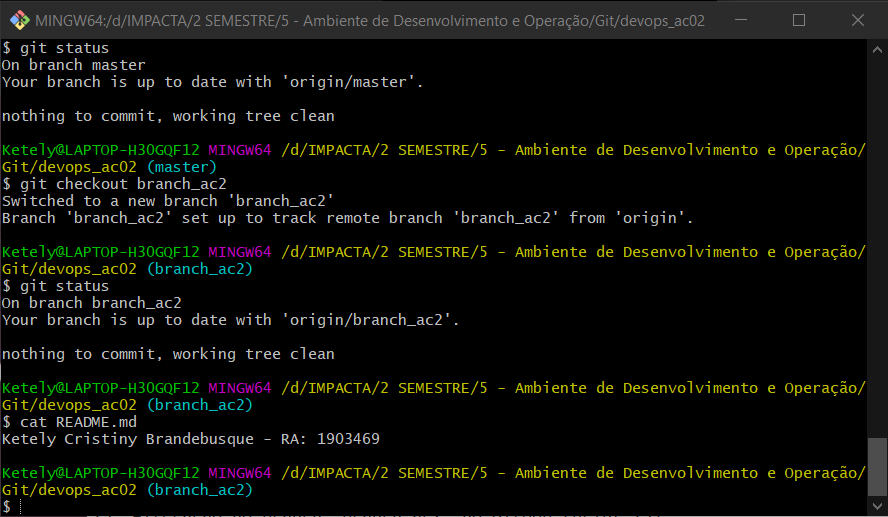 MINGW64:/d/IMPACTA/2 SEMESTRE/5 - Ambiente de Desenvolvimento e Operação/Git/devops_ac02
$ git status
On branch master
Your branch is up to date with 'origin/master'.
nothing to commit, working tree clean
Ketely@LAPTOP-H3OGQF12 MINGW64 /d/IMPACTA/2 SEMESTRE/5 - Ambiente de Desenvolvimento e Operação/
Git/devops_ac02 (master)
$ git checkout branch_ac2
Switched to a new branch 'branch_ac2'
Branch 'branch_ac2' set up to track remote branch 'branch_ac2' from 'origin'.
Ketely@LAPTOP-H3OGQF12 MINGW64 /d/IMPACTA/2 SEMESTRE/5 - Ambiente de Desenvolvimento e Operação/
Git/devops_ac02 (branch_ac2)
$ git status
On branch branch_ac2
Your branch is up to date with 'origin/branch_ac2'.
nothing to commit, working tree clean
Ketely@LAPTOP-H3OGQF12 MINGW64 /d/IMPACTA/2 SEMESTRE/5 - Ambiente de Desenvolvimento e Operação/
Git/devops_ac02 (branch_ac2)
$ cat README.md
Ketely Cristiny Brandebusque - RA: 1903469
Ketely@LAPTOP-H3OGQF12 MINGW64 /d/IMPACTA/2 SEMESTRE/5 - Ambiente de Desenvolvimento e Operação/
Git/devops_ac02 (branch_ac2)
$